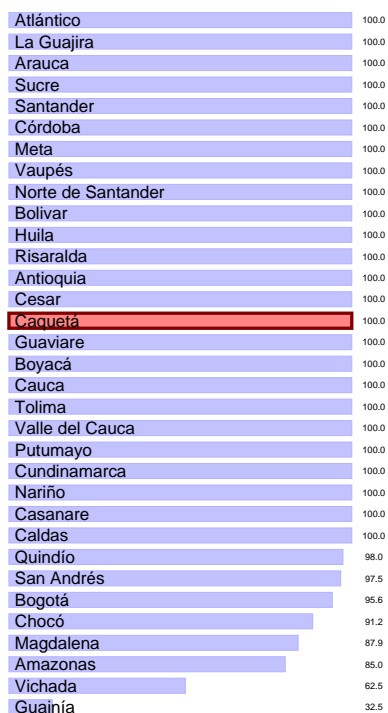 Atlántico 100.0
La Guajira 100.0
Arauca 100.0
Sucre 100.0
Santander 100.0
Córdoba 100.0
Meta 100.0
Vaupés 100.0
Norte de Santander 100.0
Bolivar 100.0
Huila 100.0
Risaralda 100.0
Antioquia 100.0
Cesar 100.0
Caquetá 100.0
Guaviare 100.0
Boyacá 100.0
Cauca 100.0
Tolima 100.0
Valle del Cauca 100.0
Putumayo 100.0
Cundinamarca 100.0
Nariño 100.0
Casanare 100.0
Caldas 100.0
Quindío 98.0
San Andrés 97.5
Bogotá 95.6
Chocó 91.2
Magdalena 87.9
Amazonas 85.0
Vichada 62.5
Guainía 32.5